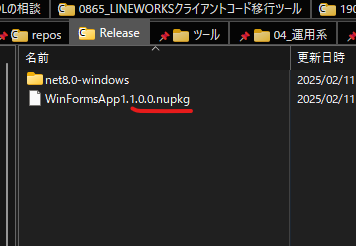 Lの相談
0865_LINEWORKSクライアントコード移行ツール
190
repos
Release
ツール
04_運用系
名前
更新日時
net8.0-windows
2025/02/11
WinFormsApp1.1.0.0.nupkg
2025/02/11